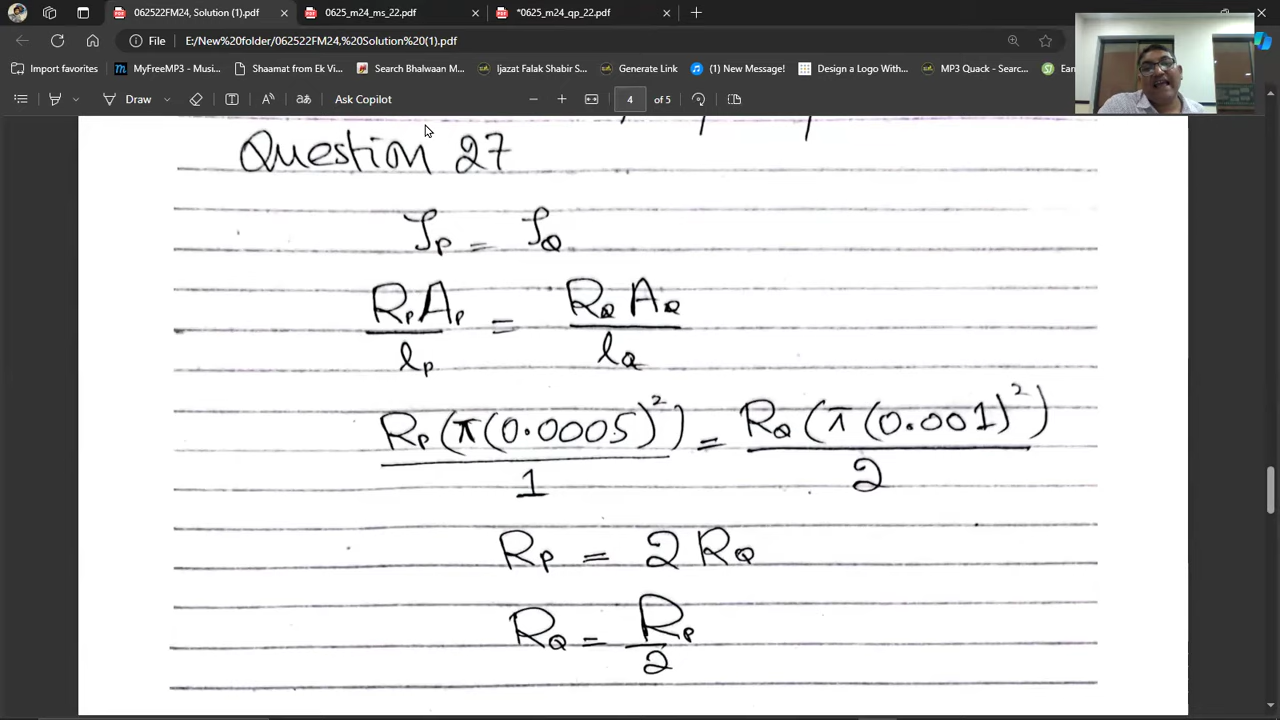 062522FM24, Solution (1).pdf
0625_m24_ms_22.pdf
*0625_m24_qp_22.pdf
File E:/New%20folder/062522FM24,%20Solution%20(1).pdf
Import favorites
MyFreeMP3 - Musi...
Shaamat from Ek Vi...
Search Bhalwaan M...
Ijazat Falak Shabir S...
Generate Link
(1) New Message!
Design a Logo With...
MP3 Quack - Searc...
Ear
Draw
Ask Copilot
4 of 5
Question 27
ρP = ρQ
RPAP/lP = RQAQ/lQ
RP(π(0.0005)²)/1 = RQ(π(0.001)²)/2
RP = 2 RQ
RQ = RP/2